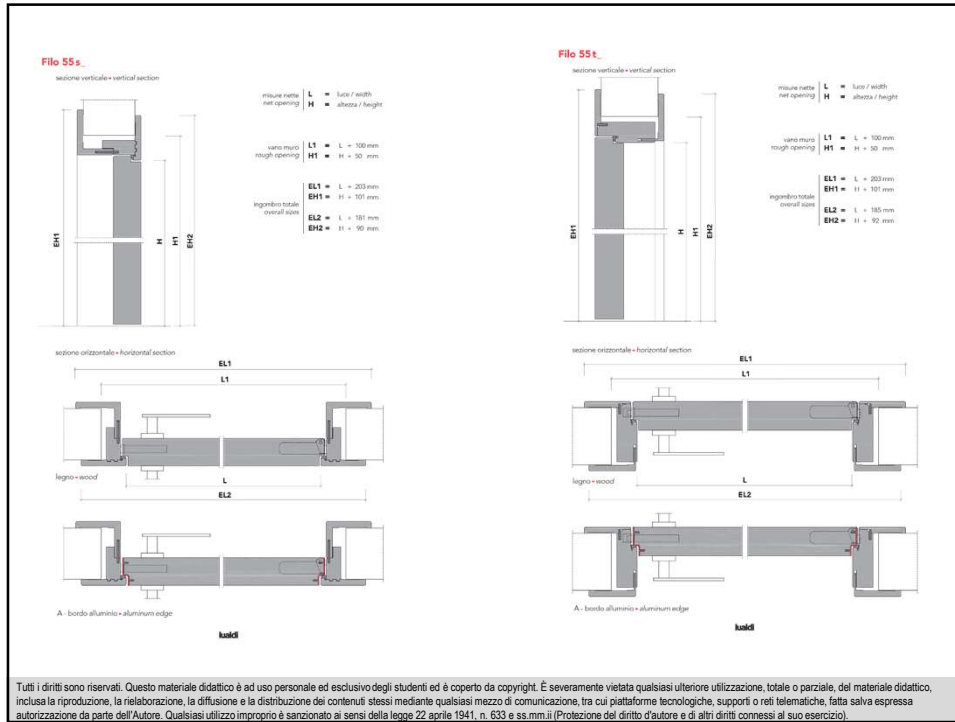 Filo 55 s_
sezione verticale • vertical section
misure nette
net opening
L = luce / width
H = altezza / height
vano muro
rough opening
L1 = L + 100 mm
H1 = H + 50 mm
ingombro totale
overall sizes
EL1 = L + 203 mm
EH1 = H + 101 mm
EL2 = L + 181 mm
EH2 = H + 90 mm
EH1
H
H1
EH2
sezione orizzontale • horizontal section
EL1
L1
legno • wood
L
EL2
A - bordo alluminio • aluminum edge
lualdi
Filo 55 t_
sezione verticale • vertical section
misure nette
net opening
L = luce / width
H = altezza / height
vano muro
rough opening
L1 = L + 100 mm
H1 = H + 50 mm
ingombro totale
overall sizes
EL1 = L + 203 mm
EH1 = H + 101 mm
EL2 = L + 185 mm
EH2 = H + 92 mm
EH1
H
H1
EH2
sezione orizzontale • horizontal section
EL1
L1
legno • wood
L
EL2
A - bordo alluminio • aluminum edge
lualdi
Tutti i diritti sono riservati. Questo materiale didattico è ad uso personale ed esclusivo degli studenti ed è coperto da copyright. È severamente vietata qualsiasi ulteriore utilizzazione, totale o parziale, del materiale didattico,
inclusa la riproduzione, la rielaborazione, la diffusione e la distribuzione dei contenuti stessi mediante qualsiasi mezzo di comunicazione, tra cui piattaforme tecnologiche, supporti o reti telematiche, fatta salva espressa
autorizzazione da parte dell'Autore. Qualsiasi utilizzo improprio è sanzionato ai sensi della legge 22 aprile 1941, n. 633 e ss.mm.ii (Protezione del diritto d'autore e di altri diritti connessi al suo esercizio).